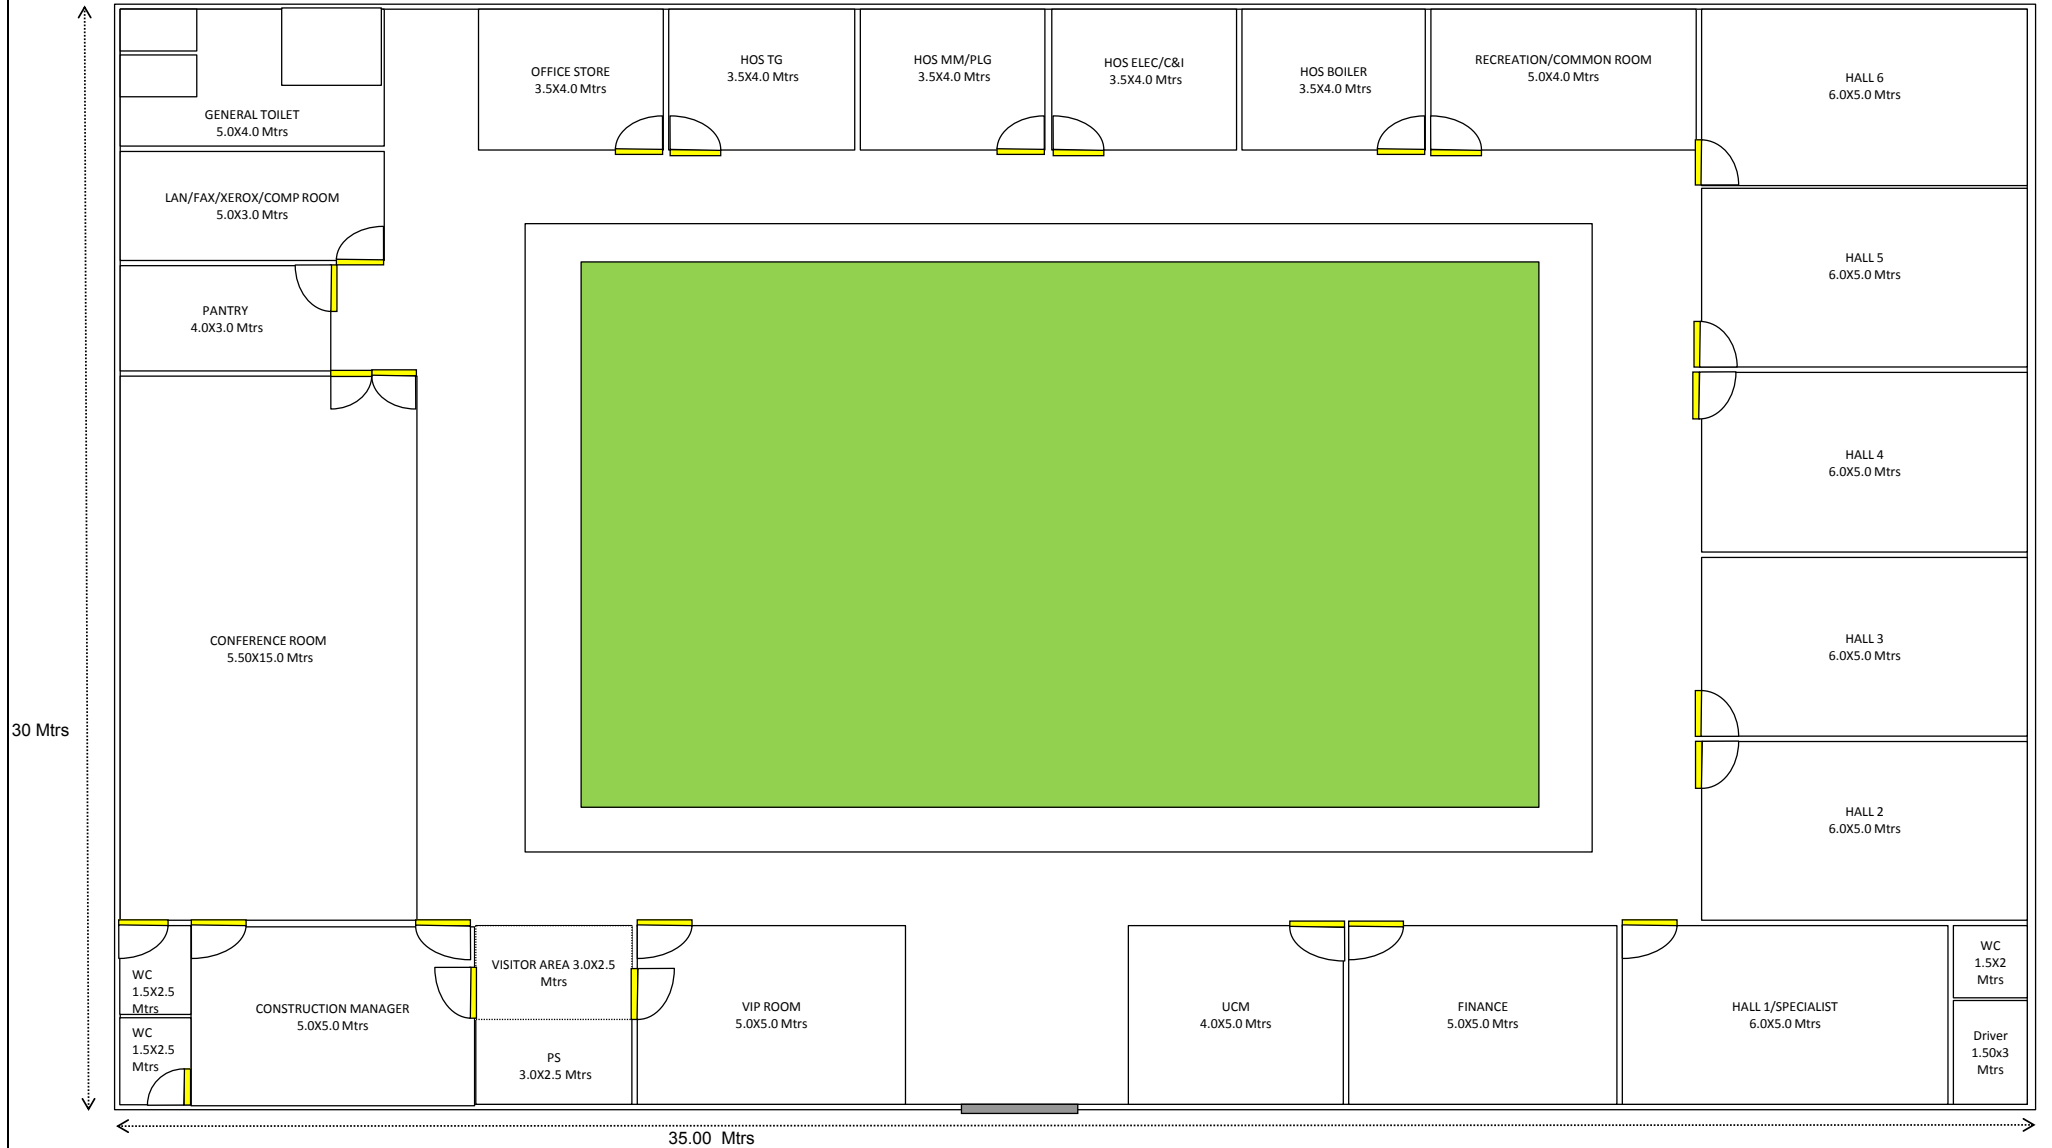 GENERAL TOILET
5.0X4.0 Mtrs
OFFICE STORE
3.5X4.0 Mtrs
HOS TG
3.5X4.0 Mtrs
HOS MM/PLG
3.5X4.0 Mtrs
HOS ELEC/C&I
3.5X4.0 Mtrs
HOS BOILER
3.5X4.0 Mtrs
RECREATION/COMMON ROOM
5.0X4.0 Mtrs
HALL 6
6.0X5.0 Mtrs
LAN/FAX/XEROX/COMP ROOM
5.0X3.0 Mtrs
HALL 5
6.0X5.0 Mtrs
PANTRY
4.0X3.0 Mtrs
HALL 4
6.0X5.0 Mtrs
CONFERENCE ROOM
5.50X15.0 Mtrs
HALL 3
6.0X5.0 Mtrs
30 Mtrs
HALL 2
6.0X5.0 Mtrs
WC
1.5X2.5
Mtrs
WC
1.5X2.5
Mtrs
CONSTRUCTION MANAGER
5.0X5.0 Mtrs
VISITOR AREA 3.0X2.5
Mtrs
PS
3.0X2.5 Mtrs
VIP ROOM
5.0X5.0 Mtrs
UCM
4.0X5.0 Mtrs
FINANCE
5.0X5.0 Mtrs
HALL 1/SPECIALIST
6.0X5.0 Mtrs
WC
1.5X2
Mtrs
Driver
1.50x3
Mtrs
35.00 Mtrs